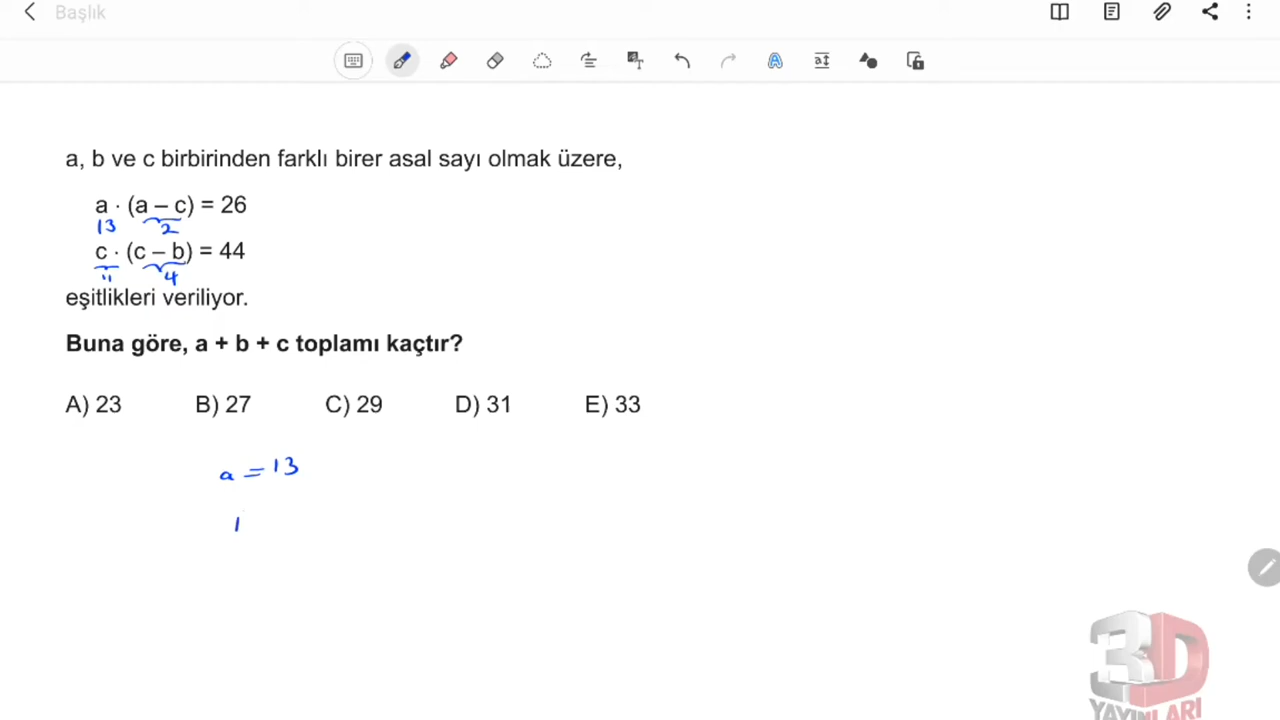 Başlık
a, b ve c birbirinden farklı birer asal sayı olmak üzere,
a · (a – c) = 26
13 2
c · (c – b) = 44
11 4
eşitlikleri veriliyor.
Buna göre, a + b + c toplamı kaçtır?
A) 23 B) 27 C) 29 D) 31 E) 33
a = 13
1
3D
YAYINLARI